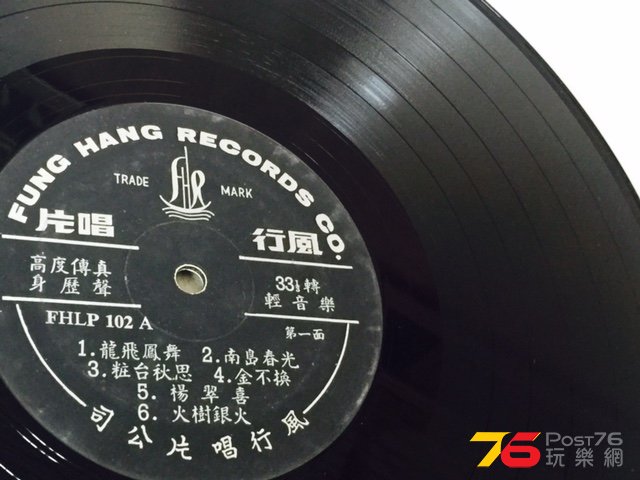 FUNG HANG RECORDS CO.
TRADE MARK
FHR
片唱 行風
高度傳真
身歷聲
33⅓轉
輕音樂
FHLP 102 A
第一面
1.龍飛鳳舞 2.南島春光
3.粧台秋思 4.金不換
5.楊翠喜
6.火樹銀火
司公片唱行風
76 Post76
玩樂網